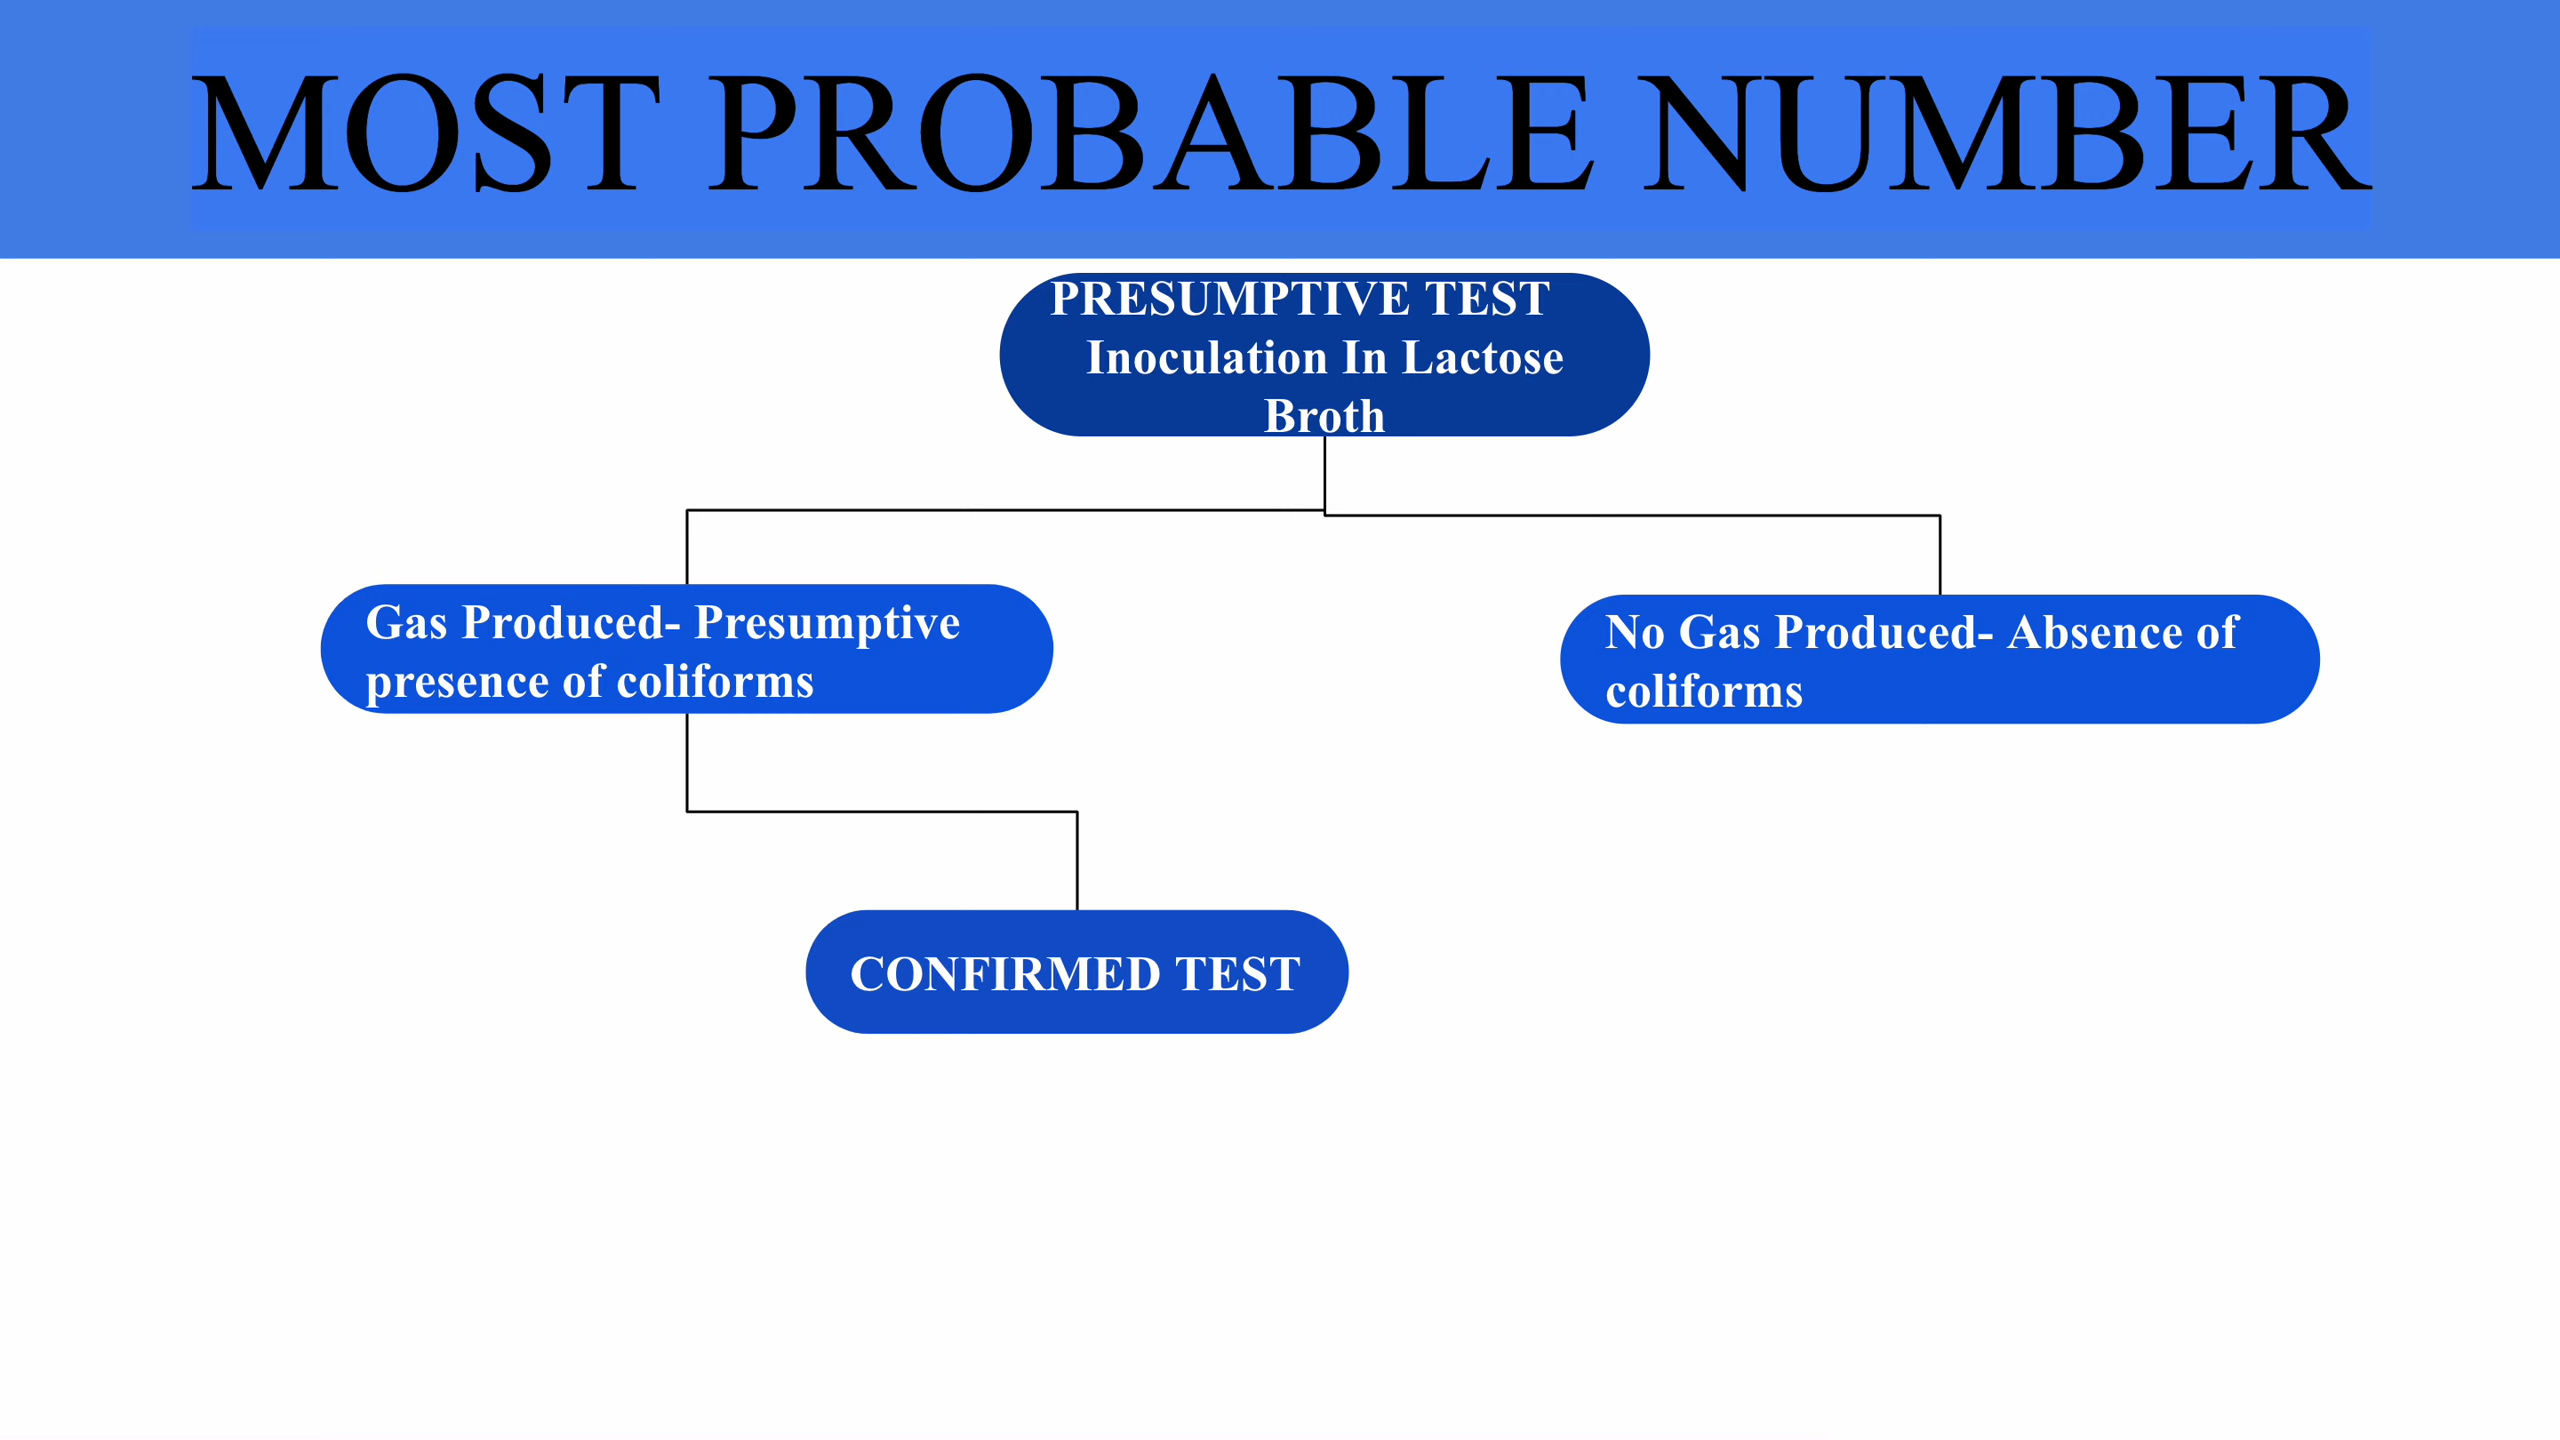 MOST PROBABLE NUMBER
PRESUMPTIVE TEST
Inoculation In Lactose
Broth
Gas Produced- Presumptive
presence of coliforms
No Gas Produced- Absence of
coliforms
CONFIRMED TEST